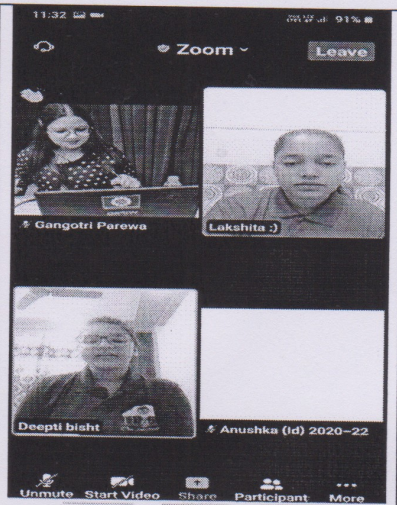 11:32 91%
Zoom Leave
Gangotri Parewa
Lakshita :)
Deepti bisht
Anushka (Id) 2020-22
Unmute Start Video Share Participant More